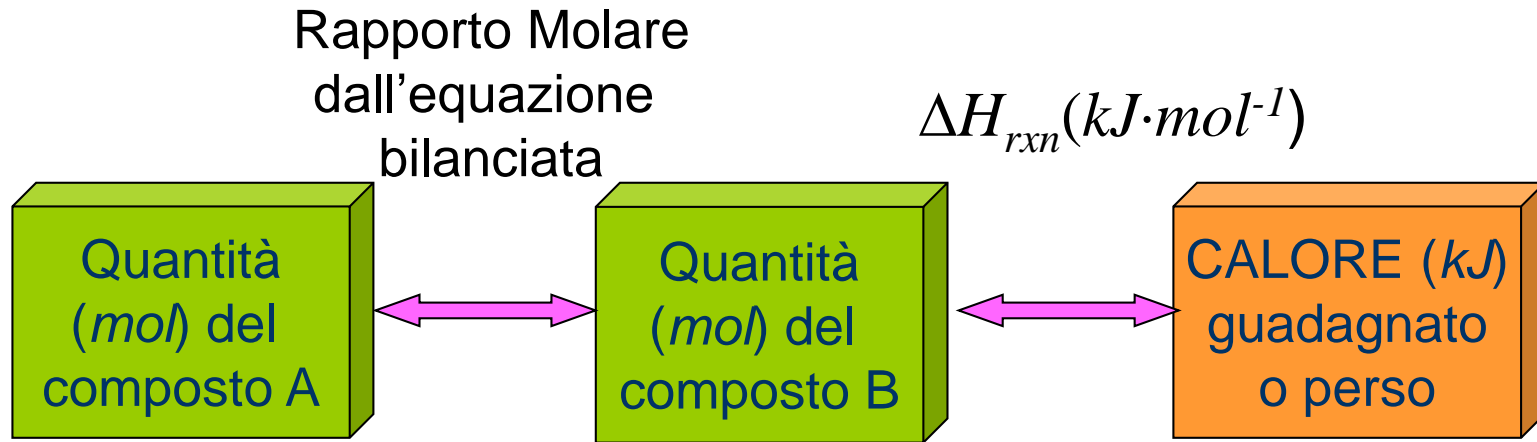 Rapporto Molare
dall'equazione
bilanciata
ΔH_rxn(kJ·mol⁻¹)
Quantità
(mol) del
composto A
Quantità
(mol) del
composto B
CALORE (kJ)
guadagnato
o perso